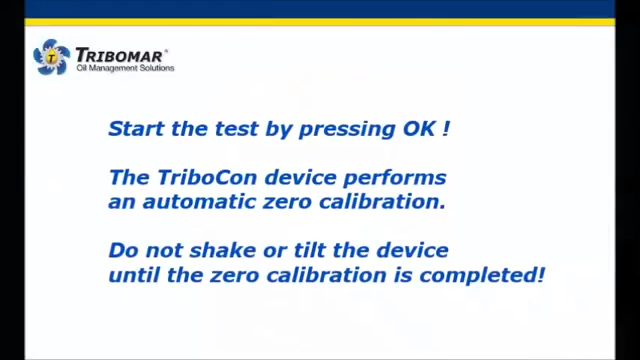 TRIBOMAR®
Oil Management Solutions
Start the test by pressing OK !
The TriboCon device performs
an automatic zero calibration.
Do not shake or tilt the device
until the zero calibration is completed!